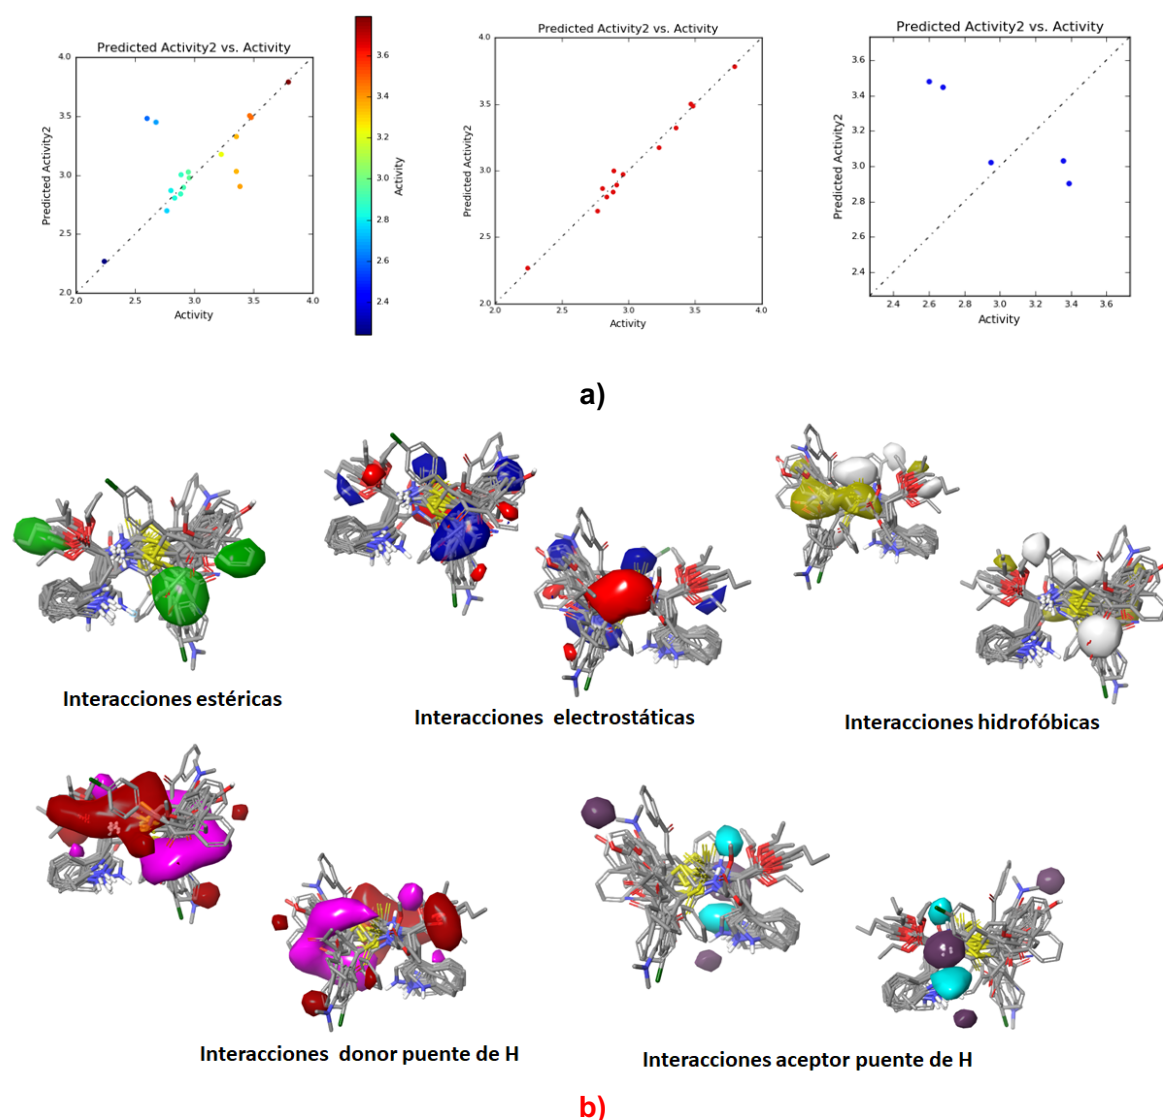 Predicted Activity2 vs. Activity
4.0
3.5
3.0
2.5
2.0
2.0
2.5
3.0
3.5
4.0
Predicted Activity2
Activity
3.6
3.4
3.2
3.0
2.8
2.6
2.4
Activity
Predicted Activity2 vs. Activity
4.0
3.5
3.0
2.5
2.0
2.0
2.5
3.0
3.5
4.0
Predicted Activity2
Activity
Predicted Activity2 vs. Activity
3.6
3.4
3.2
3.0
2.8
2.6
2.4
2.4
2.6
2.8
3.0
3.2
3.4
3.6
Predicted Activity2
Activity
a)
Interacciones estéricas
Interacciones electrostáticas
Interacciones hidrofóbicas
Interacciones donor puente de H
Interacciones aceptor puente de H
b)